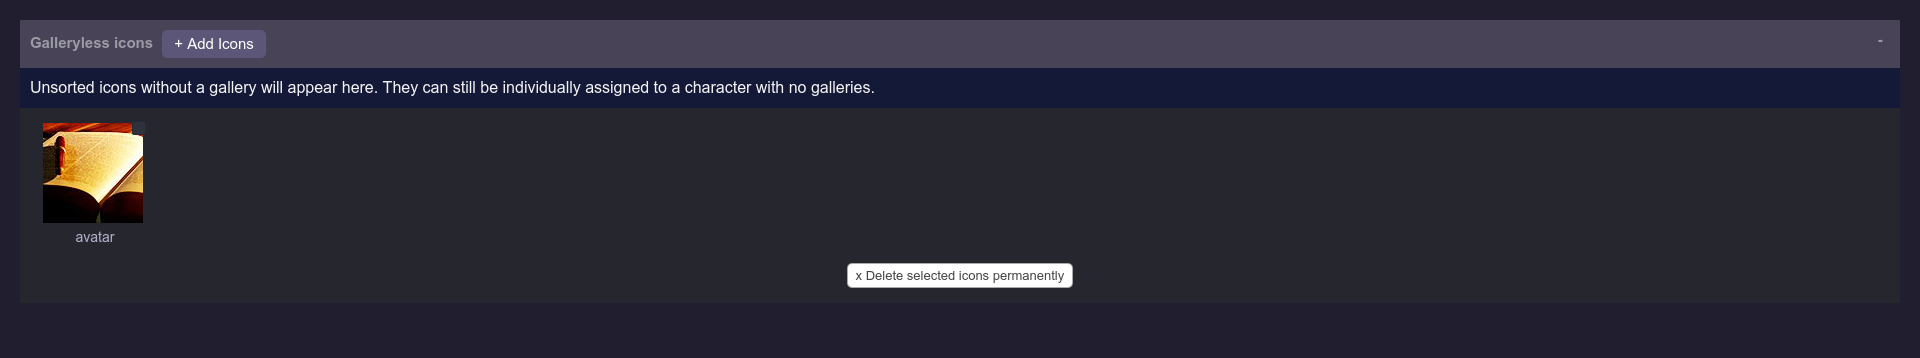 Galleryless icons
+ Add Icons
-
Unsorted icons without a gallery will appear here. They can still be individually assigned to a character with no galleries.
avatar
x Delete selected icons permanently